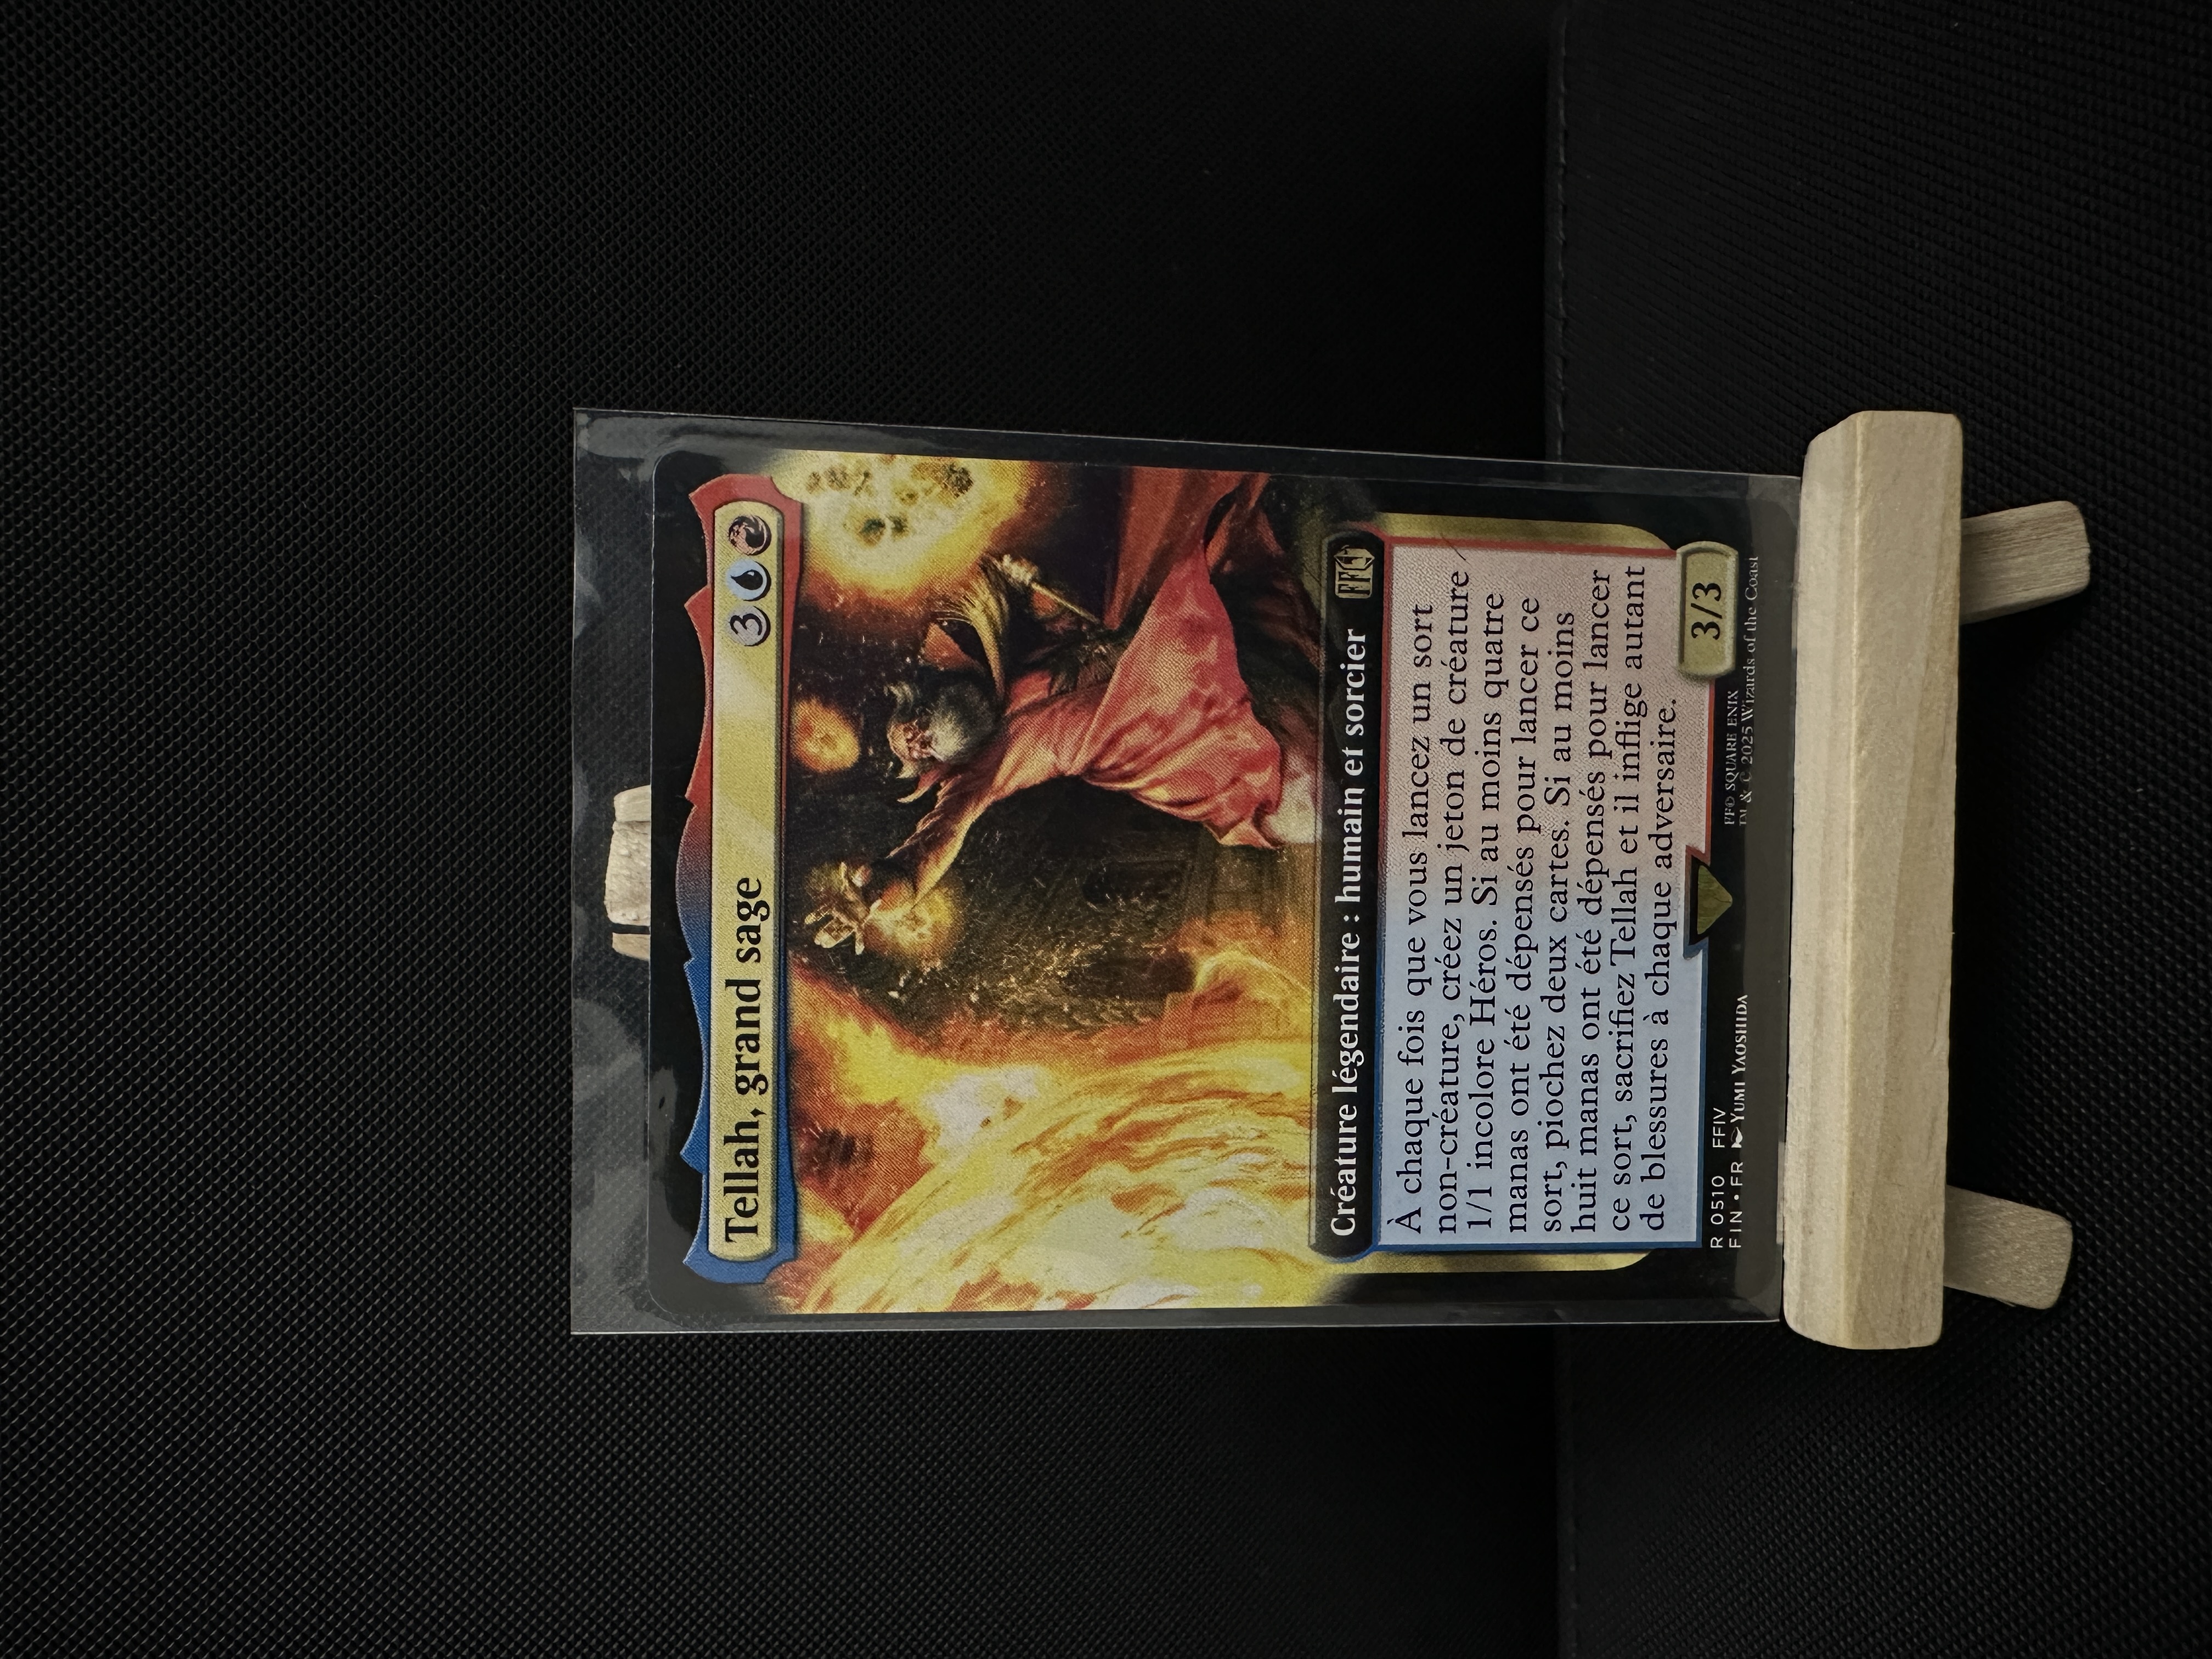 Tellah, grand sage 3
Créature légendaire : humain et sorcier
À chaque fois que vous lancez un sort
non-créature, créez un jeton de créature
1/1 incolore Héros. Si au moins quatre
manas ont été dépensés pour lancer ce
sort, piochez deux cartes. Si au moins
huit manas ont été dépensés pour lancer
ce sort, sacrifiez Tellah et il inflige autant
de blessures à chaque adversaire.
3/3
R 0510 FFIV
FIN • FR Yumi Yaoshida
FF© SQUARE ENIX
& © 2025 Wizards of the Coast